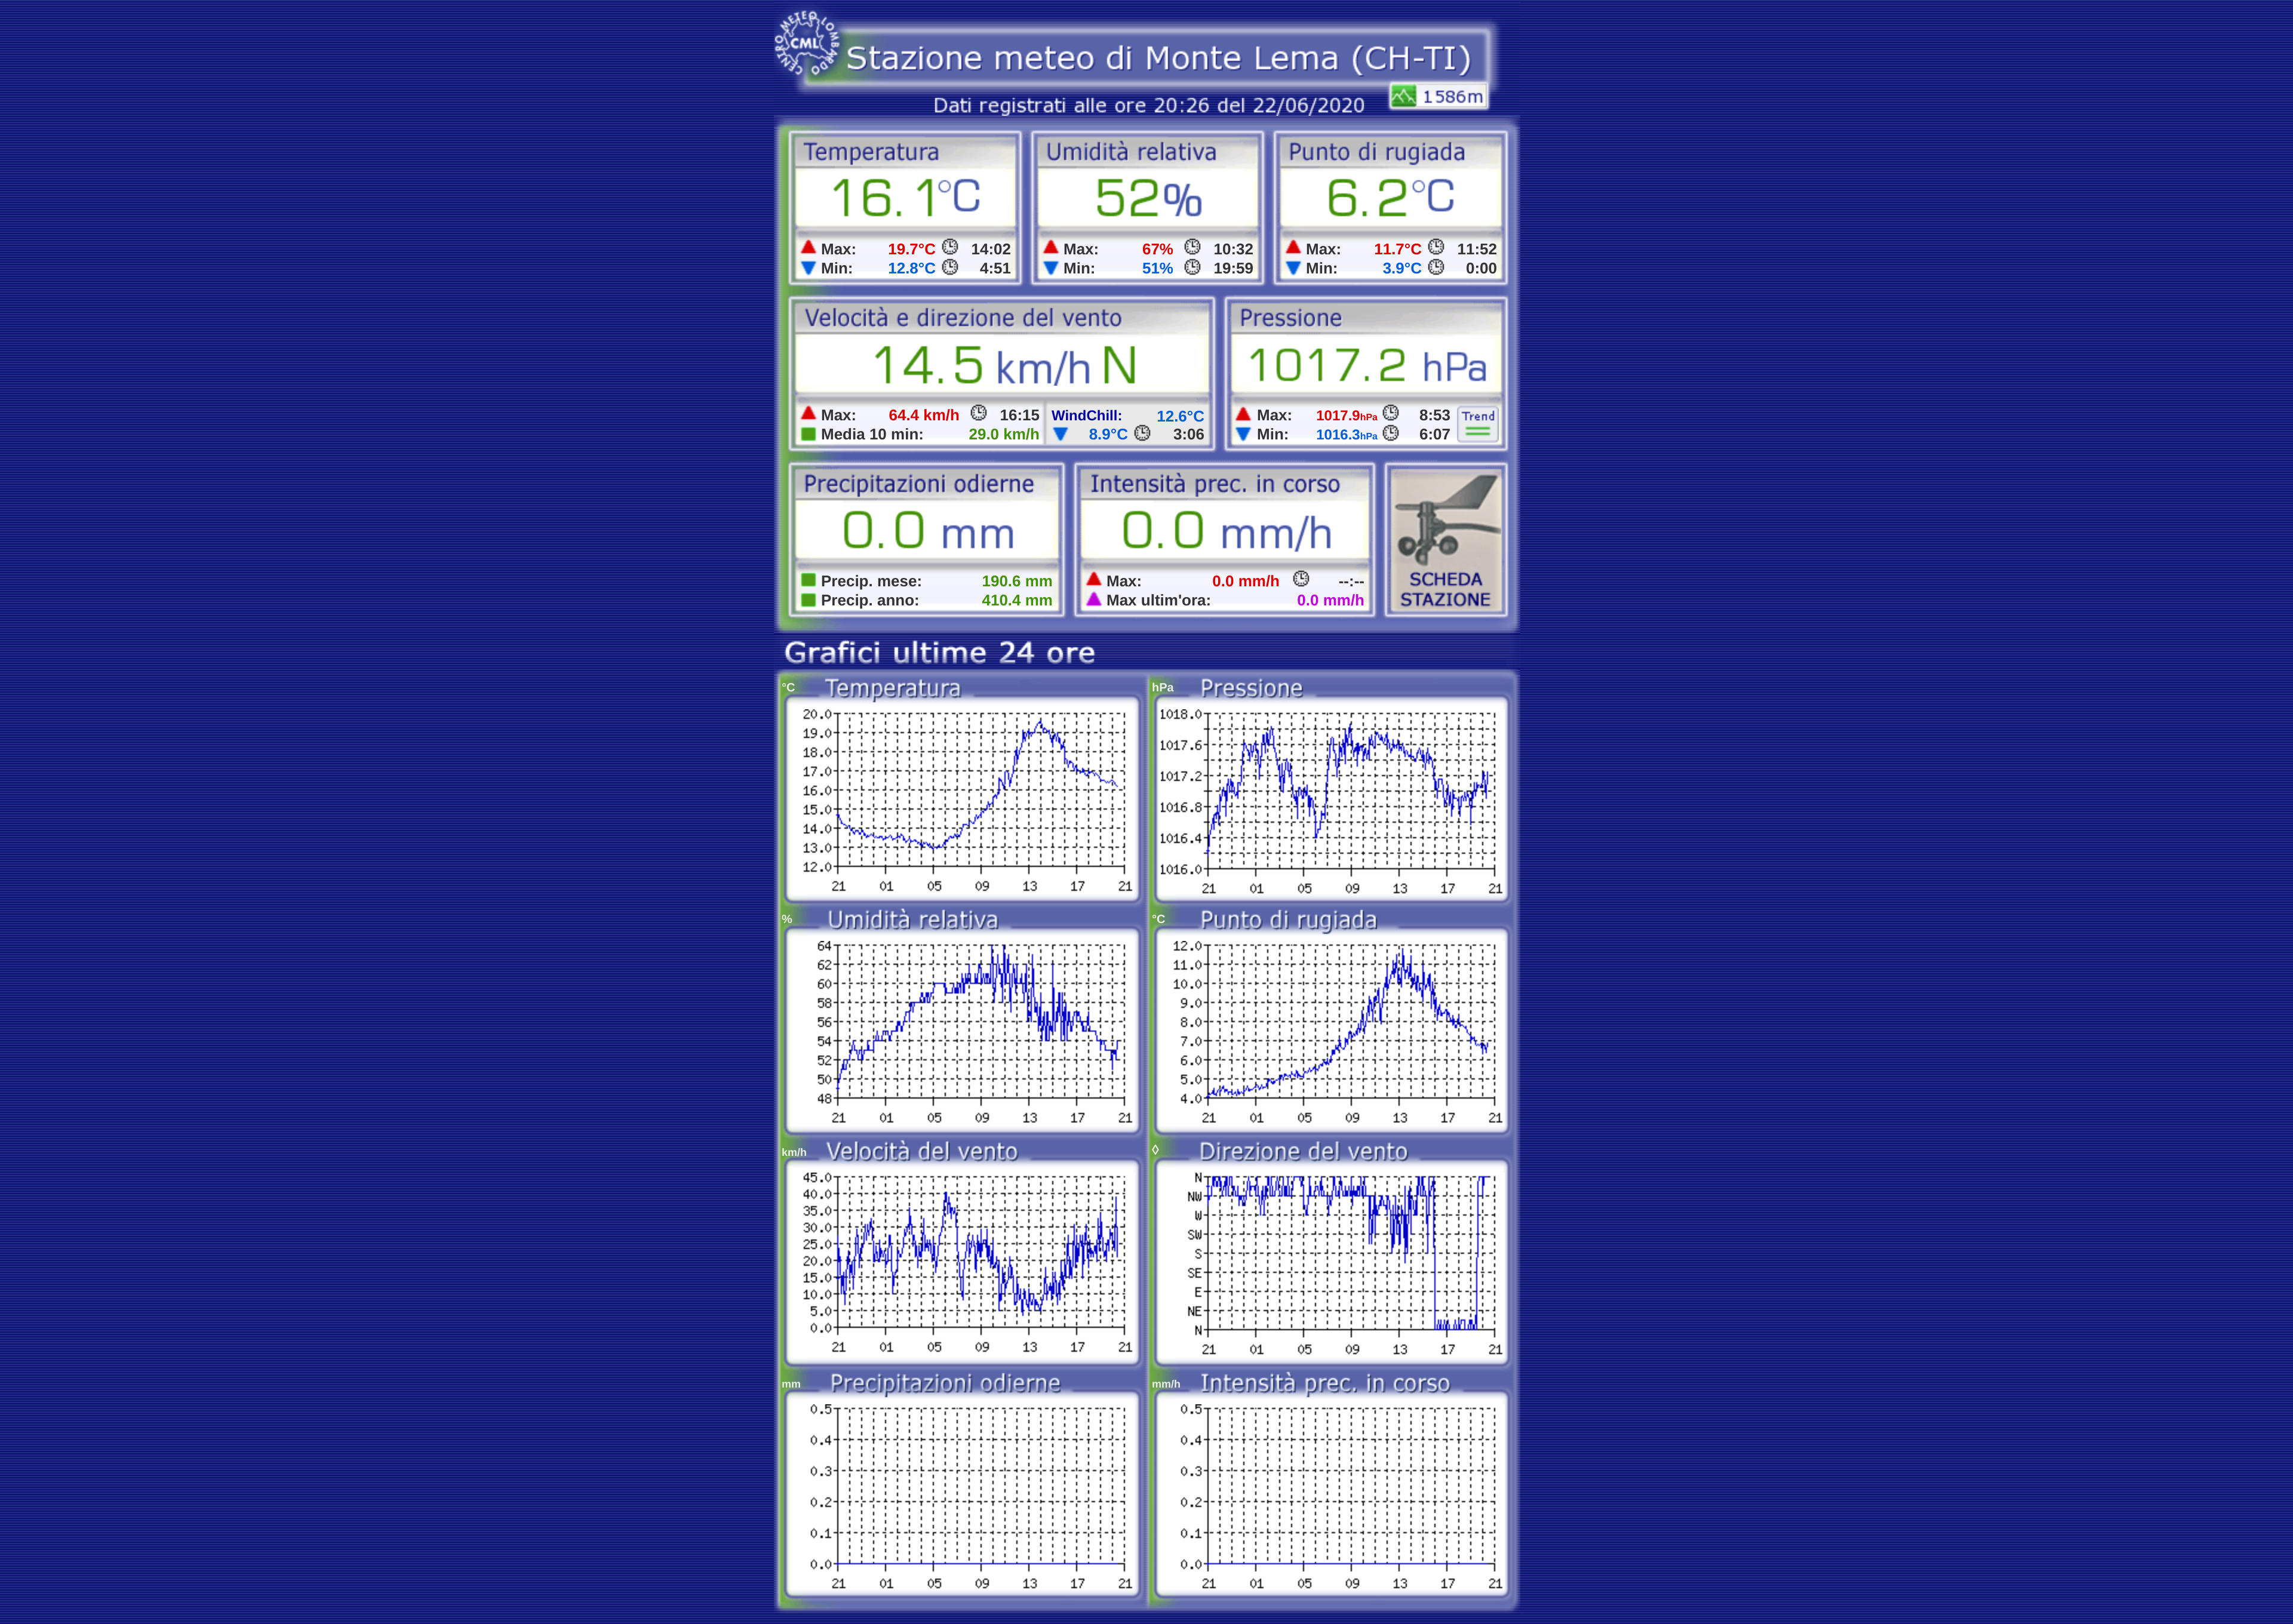 CENTRO METEO LOMBARDO
CML
Stazione meteo di Monte Lema (CH-TI)
Dati registrati alle ore 20:26 del 22/06/2020
1586m
Temperatura
16.1°C
Max: 19.7°C 14:02
Min: 12.8°C 4:51
Umidità relativa
52%
Max: 67% 10:32
Min: 51% 19:59
Punto di rugiada
6.2°C
Max: 11.7°C 11:52
Min: 3.9°C 0:00
Velocità e direzione del vento
14.5 km/h N
Max: 64.4 km/h 16:15
Media 10 min: 29.0 km/h
WindChill: 12.6°C
8.9°C 3:06
Pressione
1017.2 hPa
Max: 1017.9hPa 8:53
Min: 1016.3hPa 6:07
Trend
Precipitazioni odierne
0.0 mm
Precip. mese: 190.6 mm
Precip. anno: 410.4 mm
Intensità prec. in corso
0.0 mm/h
Max: 0.0 mm/h --:--
Max ultim'ora: 0.0 mm/h
SCHEDA
STAZIONE
Grafici ultime 24 ore
°C Temperatura
20.0
19.0
18.0
17.0
16.0
15.0
14.0
13.0
12.0
21 01 05 09 13 17 21
hPa Pressione
1018.0
1017.6
1017.2
1016.8
1016.4
1016.0
21 01 05 09 13 17 21
% Umidità relativa
64
62
60
58
56
54
52
50
48
21 01 05 09 13 17 21
°C Punto di rugiada
12.0
11.0
10.0
9.0
8.0
7.0
6.0
5.0
4.0
21 01 05 09 13 17 21
km/h Velocità del vento
45.0
40.0
35.0
30.0
25.0
20.0
15.0
10.0
5.0
0.0
21 01 05 09 13 17 21
◊ Direzione del vento
N
NW
W
SW
S
SE
E
NE
N
21 01 05 09 13 17 21
mm Precipitazioni odierne
0.5
0.4
0.3
0.2
0.1
0.0
21 01 05 09 13 17 21
mm/h Intensità prec. in corso
0.5
0.4
0.3
0.2
0.1
0.0
21 01 05 09 13 17 21